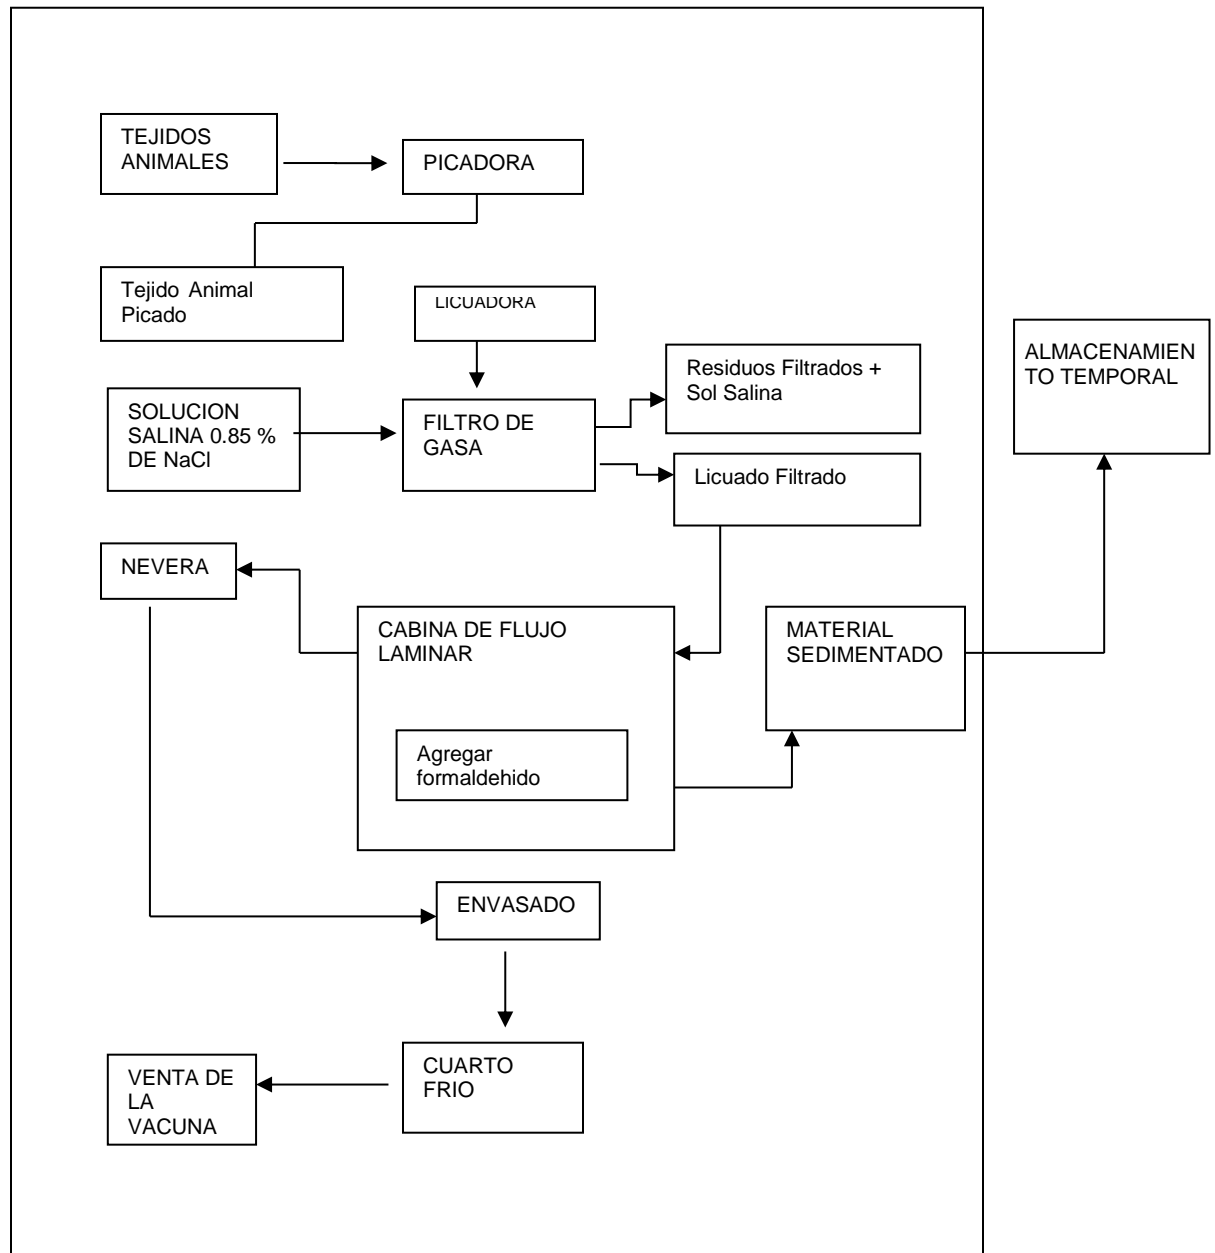 TEJIDOS
ANIMALES
PICADORA
Tejido Animal
Picado
LICUADORA
ALMACENAMIEN
TO TEMPORAL
Residuos Filtrados +
Sol Salina
SOLUCION
SALINA 0.85 %
DE NaCl
FILTRO DE
GASA
Licuado Filtrado
NEVERA
CABINA DE FLUJO
LAMINAR
MATERIAL
SEDIMENTADO
Agregar
formaldehido
ENVASADO
CUARTO
FRIO
VENTA DE
LA
VACUNA